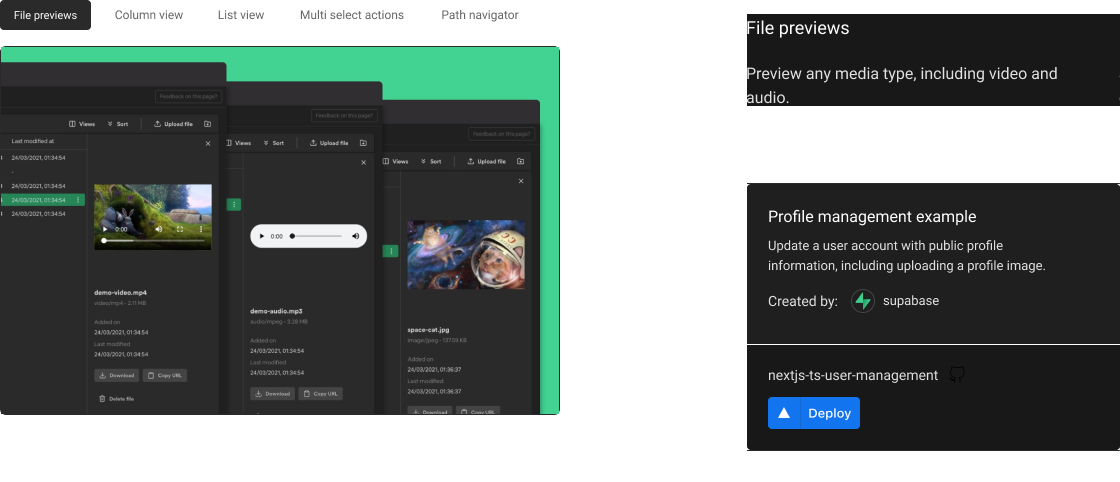 File previews
Column view
List view
Multi select actions
Path navigator
Feedback on this page?
Views
Sort
Upload file
Last modified at
24/03/2021, 01:34:54
-
24/03/2021, 01:34:54
24/03/2021, 01:34:54
24/03/2021, 01:34:54
0:00
demo-video.mp4
video/mp4 - 2.11 MB
Added on
24/03/2021, 01:34:54
Last modified
24/03/2021, 01:34:54
Download
Copy URL
Delete file
Feedback on this page?
Views
Sort
Upload file
0:00
demo-audio.mp3
audio/mpeg - 3.28 MB
Added on
24/03/2021, 01:34:54
Last modified
24/03/2021, 01:34:54
Download
Copy URL
Feedback on this page?
Views
Sort
Upload file
space-cat.jpg
image/jpeg - 137.59 KB
Added on
24/03/2021, 01:36:37
Last modified
24/03/2021, 01:36:37
Download
Copy URL
File previews
Preview any media type, including video and
audio.
Profile management example
Update a user account with public profile
information, including uploading a profile image.
Created by:
supabase
nextjs-ts-user-management
Deploy